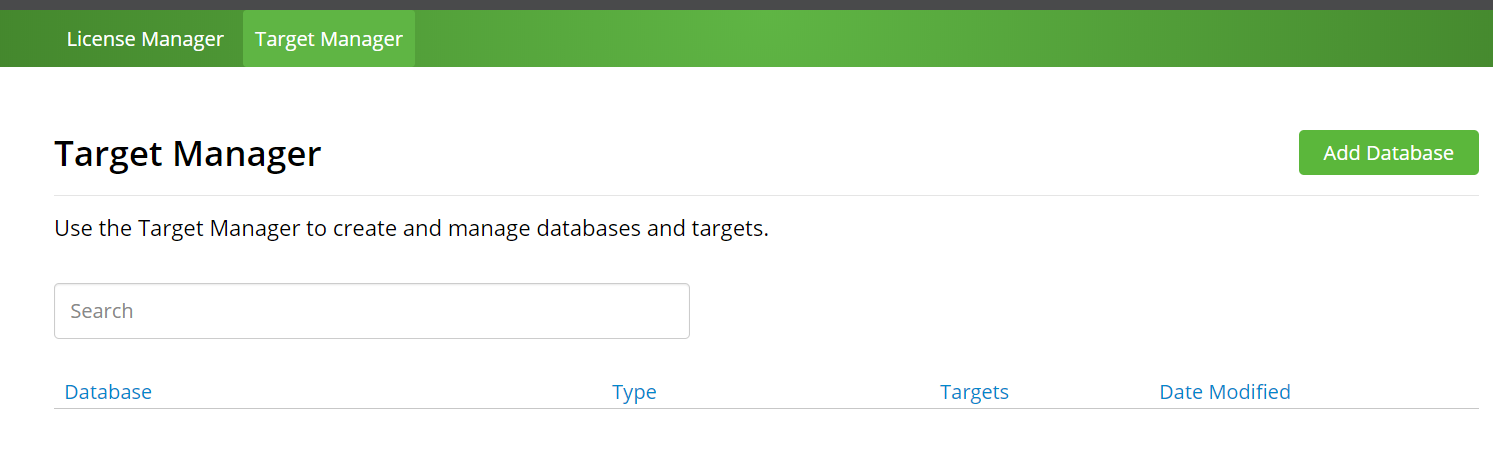 License Manager Target Manager
Target Manager
Add Database
Use the Target Manager to create and manage databases and targets.
Search
Database Type Targets Date Modified